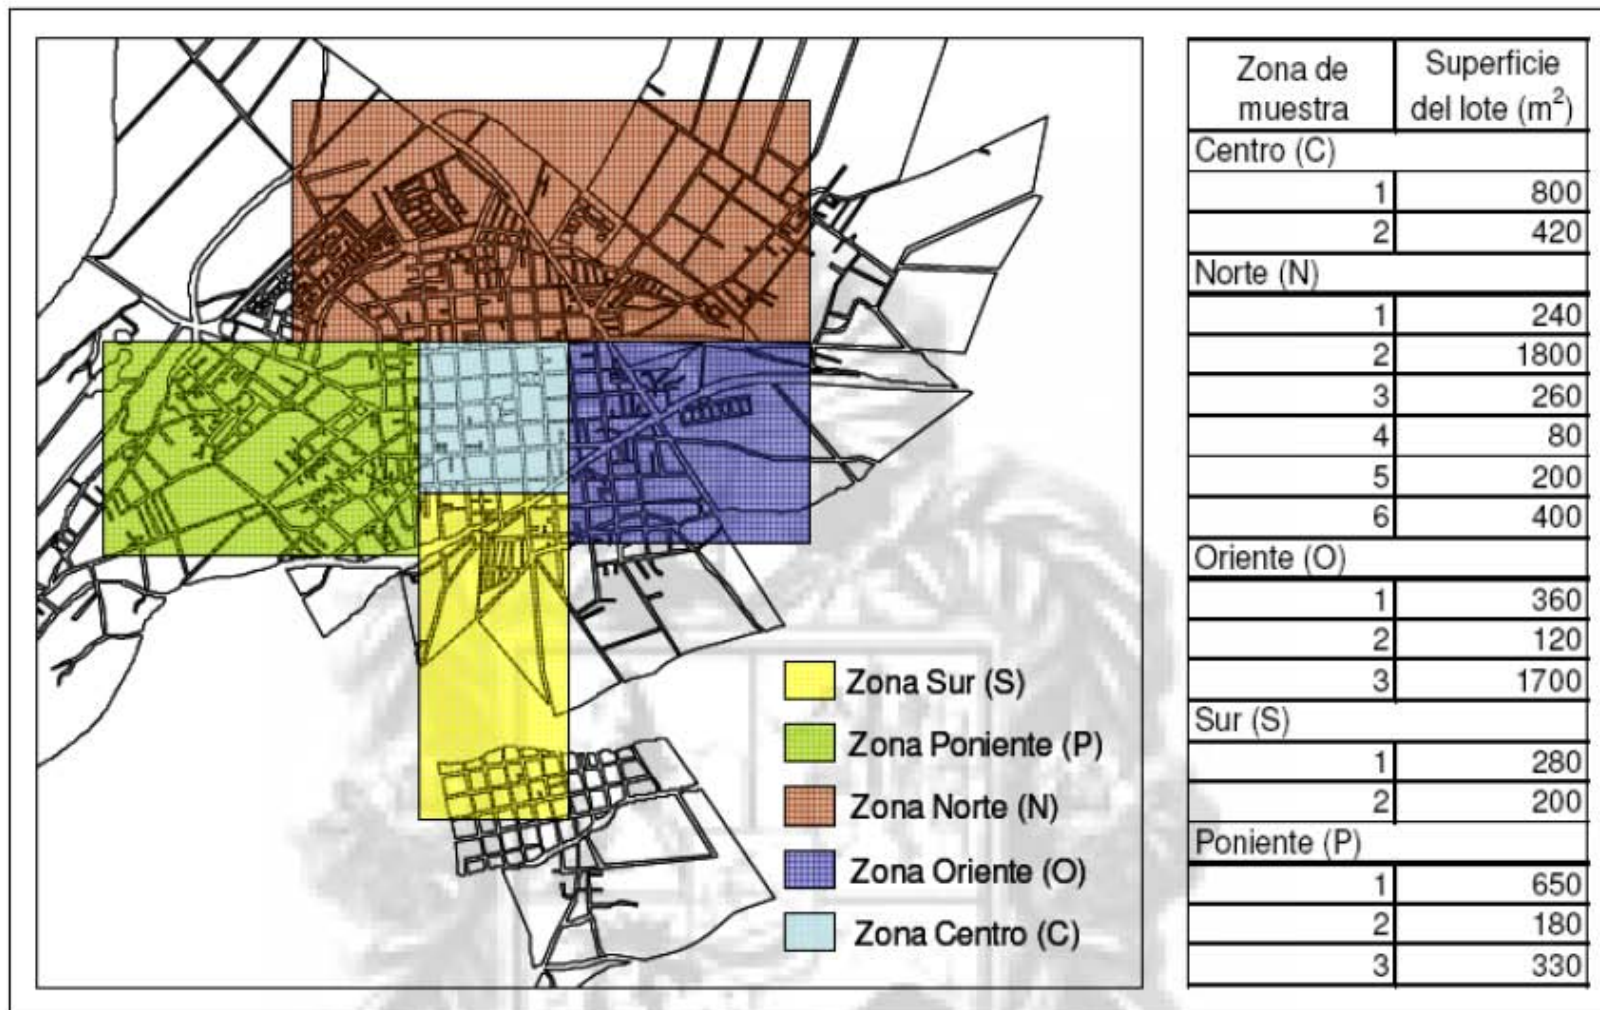 Zona Sur (S)
Zona Poniente (P)
Zona Norte (N)
Zona Oriente (O)
Zona Centro (C)
Zona de muestra Superficie del lote (m²)
Centro (C)
1 800
2 420
Norte (N)
1 240
2 1800
3 260
4 80
5 200
6 400
Oriente (O)
1 360
2 120
3 1700
Sur (S)
1 280
2 200
Poniente (P)
1 650
2 180
3 330